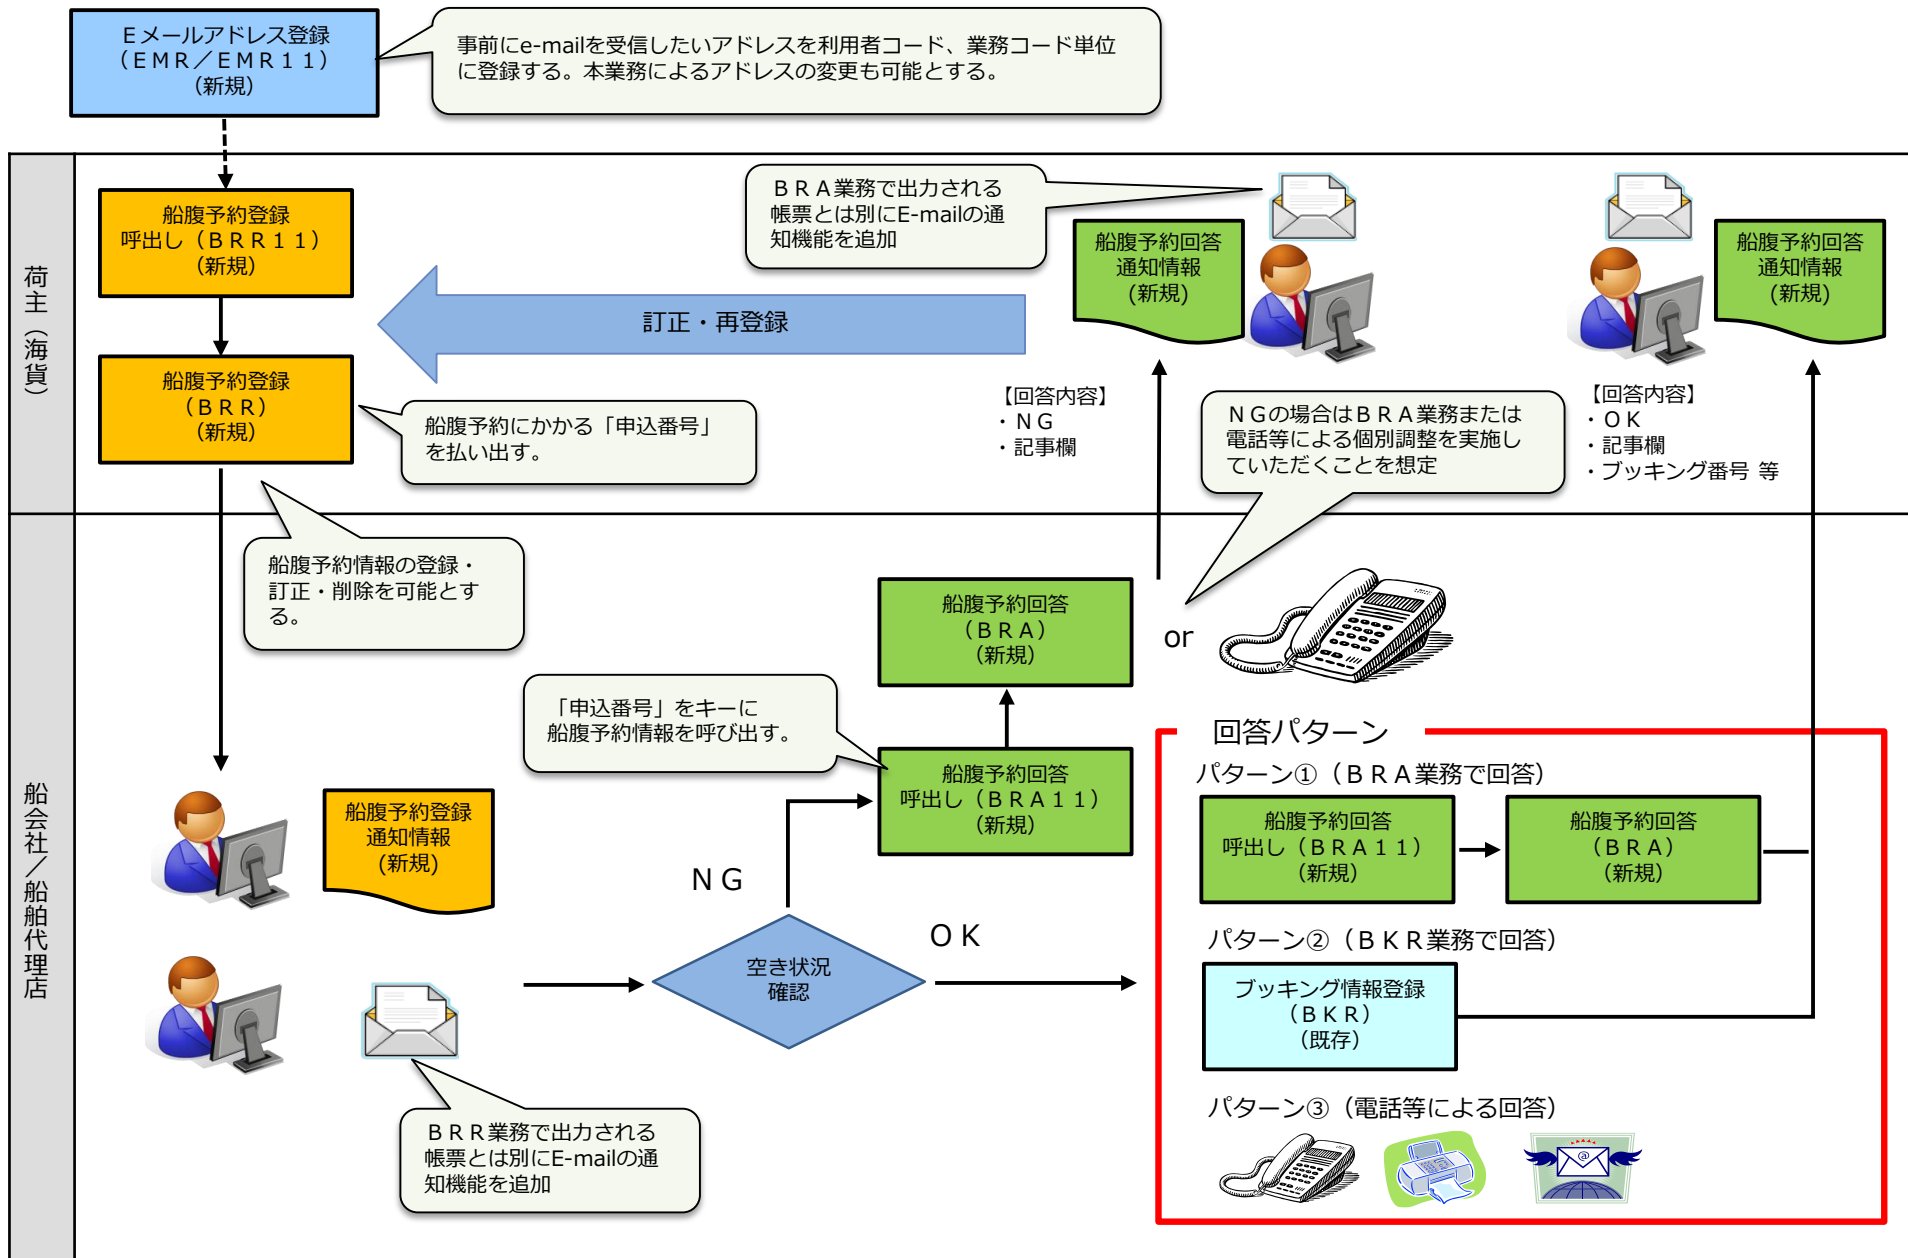 Ｅメールアドレス登録
（ＥＭＲ／ＥＭＲ１１）
（新規）
事前にe-mailを受信したいアドレスを利用者コード、業務コード単位
に登録する。本業務によるアドレスの変更も可能とする。
荷主（海貨）
船腹予約登録
呼出し（ＢＲＲ１１）
（新規）
船腹予約登録
（ＢＲＲ）
（新規）
訂正・再登録
ＢＲＡ業務で出力される
帳票とは別にE-mailの通
知機能を追加
船腹予約回答
通知情報
(新規)
船腹予約回答
通知情報
(新規)
船腹予約にかかる「申込番号」
を払い出す。
【回答内容】
・ＮＧ
・記事欄
ＮＧの場合はＢＲＡ業務または
電話等による個別調整を実施し
ていただくことを想定
【回答内容】
・ＯＫ
・記事欄
・ブッキング番号 等
船会社／船舶代理店
船腹予約情報の登録・
訂正・削除を可能とす
る。
船腹予約回答
（ＢＲＡ）
（新規）
or
「申込番号」をキーに
船腹予約情報を呼び出す。
船腹予約回答
呼出し（ＢＲＡ１１）
（新規）
船腹予約登録
通知情報
(新規)
ＮＧ
ＯＫ
空き状況
確認
ＢＲＲ業務で出力される
帳票とは別にE-mailの通
知機能を追加
回答パターン
パターン①（ＢＲＡ業務で回答）
船腹予約回答
呼出し（ＢＲＡ１１）
（新規）
船腹予約回答
（ＢＲＡ）
（新規）
パターン②（ＢＫＲ業務で回答）
ブッキング情報登録
（ＢＫＲ）
（既存）
パターン③（電話等による回答）
@